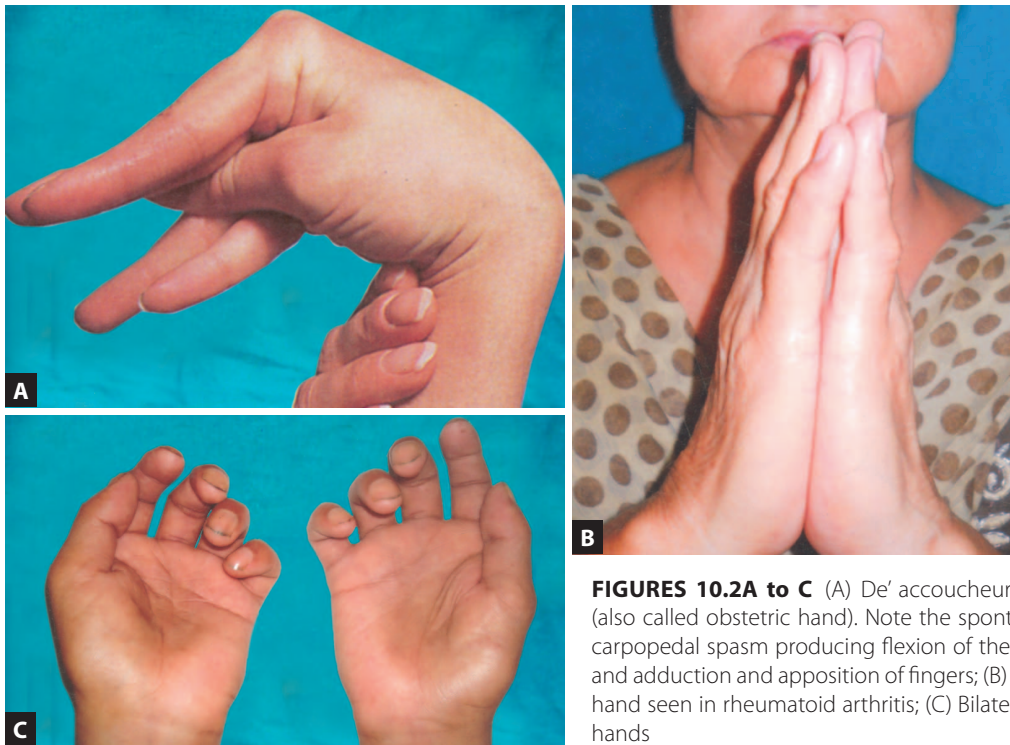 A
B
C
FIGURES 10.2A to C (A) De’ accoucheur
(also called obstetric hand). Note the spont
carpopedal spasm producing flexion of the
and adduction and apposition of fingers; (B)
hand seen in rheumatoid arthritis; (C) Bilate
hands